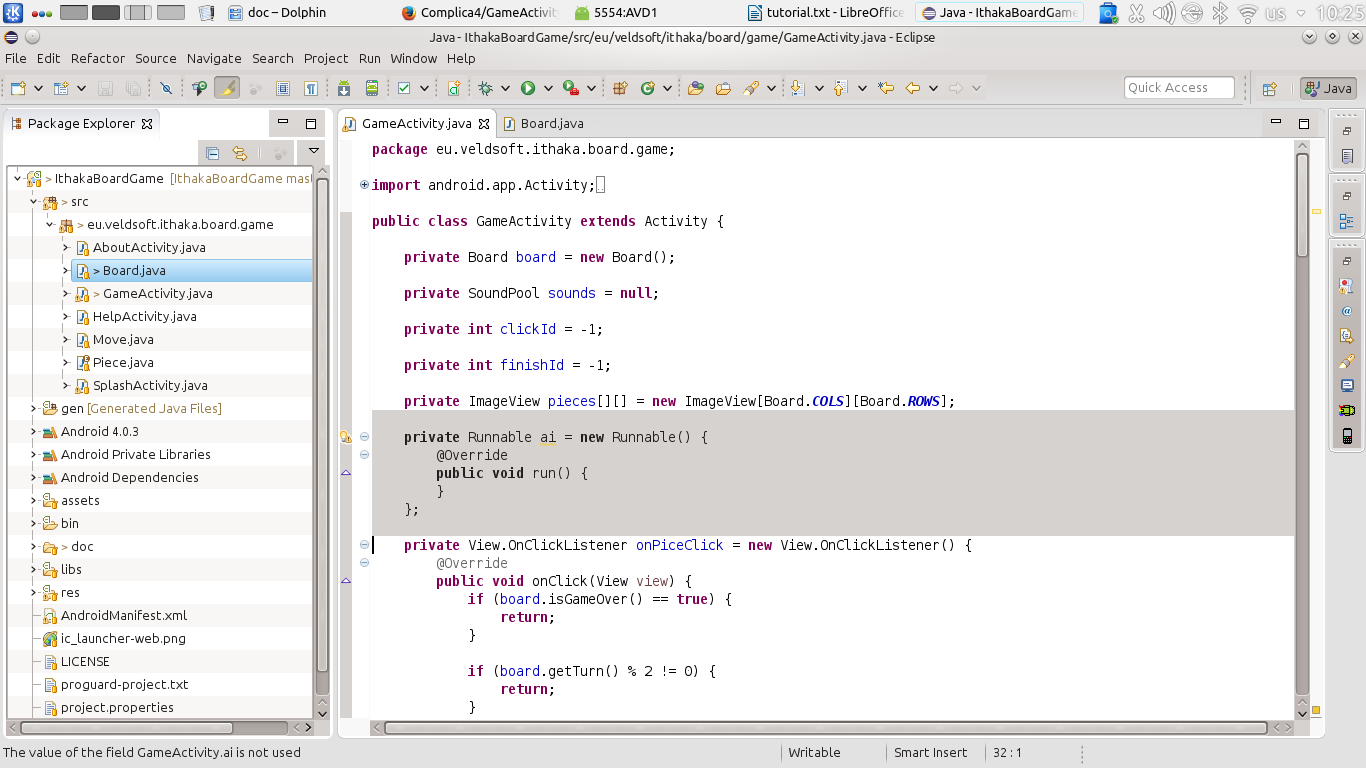 doc – Dolphin
Complica4/GameActivity
5554:AVD1
tutorial.txt - LibreOffice
Java - IthakaBoardGame
us
10:25
Java - IthakaBoardGame/src/eu/veldsoft/ithaka/board/game/GameActivity.java - Eclipse
File Edit Refactor Source Navigate Search Project Run Window Help
Quick Access
Java
Package Explorer
> IthakaBoardGame [IthakaBoardGame mast
> src
> eu.veldsoft.ithaka.board.game
AboutActivity.java
> Board.java
> GameActivity.java
HelpActivity.java
Move.java
Piece.java
SplashActivity.java
gen [Generated Java Files]
Android 4.0.3
Android Private Libraries
Android Dependencies
assets
bin
> doc
libs
res
AndroidManifest.xml
ic_launcher-web.png
LICENSE
proguard-project.txt
project.properties
GameActivity.java
Board.java
package eu.veldsoft.ithaka.board.game;
import android.app.Activity;
public class GameActivity extends Activity {
private Board board = new Board();
private SoundPool sounds = null;
private int clickId = -1;
private int finishId = -1;
private ImageView pieces[][] = new ImageView[Board.COLS][Board.ROWS];
private Runnable ai = new Runnable() {
@Override
public void run() {
}
};
private View.OnClickListener onPiceClick = new View.OnClickListener() {
@Override
public void onClick(View view) {
if (board.isGameOver() == true) {
return;
}
if (board.getTurn() % 2 != 0) {
return;
}
The value of the field GameActivity.ai is not used
Writable
Smart Insert
32 : 1